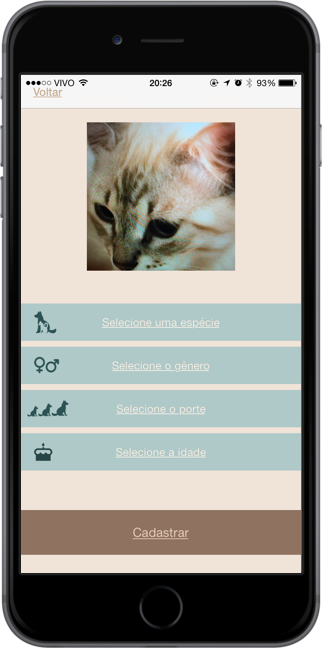 VIVO 20:26 93%
Voltar
Selecione uma espécie
Selecione o gênero
Selecione o porte
Selecione a idade
Cadastrar